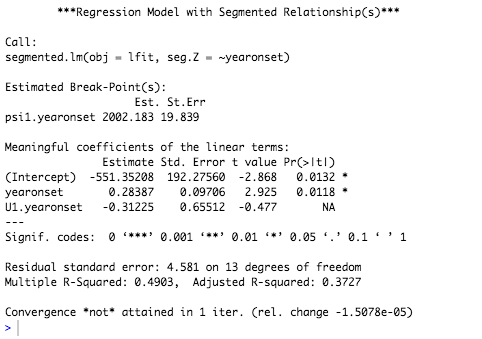 ***Regression Model with Segmented Relationship(s)***
Call:
segmented.lm(obj = lfit, seg.Z = ~yearonset)
Estimated Break-Point(s):
Est. St.Err
psi1.yearonset 2002.183 19.839
Meaningful coefficients of the linear terms:
Estimate Std. Error t value Pr(>|t|)
(Intercept) -551.35208 192.27560 -2.868 0.0132 *
yearonset 0.28387 0.09706 2.925 0.0118 *
U1.yearonset -0.31225 0.65512 -0.477 NA
---
Signif. codes: 0 ‘***’ 0.001 ‘**’ 0.01 ‘*’ 0.05 ‘.’ 0.1 ‘ ’ 1
Residual standard error: 4.581 on 13 degrees of freedom
Multiple R-Squared: 0.4903, Adjusted R-squared: 0.3727
Convergence *not* attained in 1 iter. (rel. change -1.5078e-05)
>